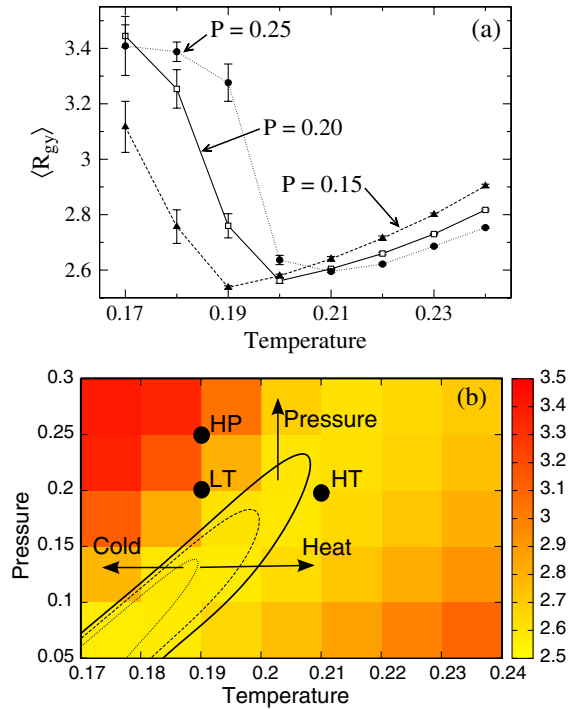 (a)
P = 0.25
P = 0.20
P = 0.15
⟨R_gy⟩
3.4
3.2
3.0
2.8
2.6
0.17 0.19 0.21 0.23
Temperature
(b)
HP
Pressure
LT
HT
Cold
Heat
Pressure
0.3
0.25
0.2
0.15
0.1
0.05
0.17 0.18 0.19 0.2 0.21 0.22 0.23 0.24
Temperature
3.5
3.4
3.3
3.2
3.1
3
2.9
2.8
2.7
2.6
2.5